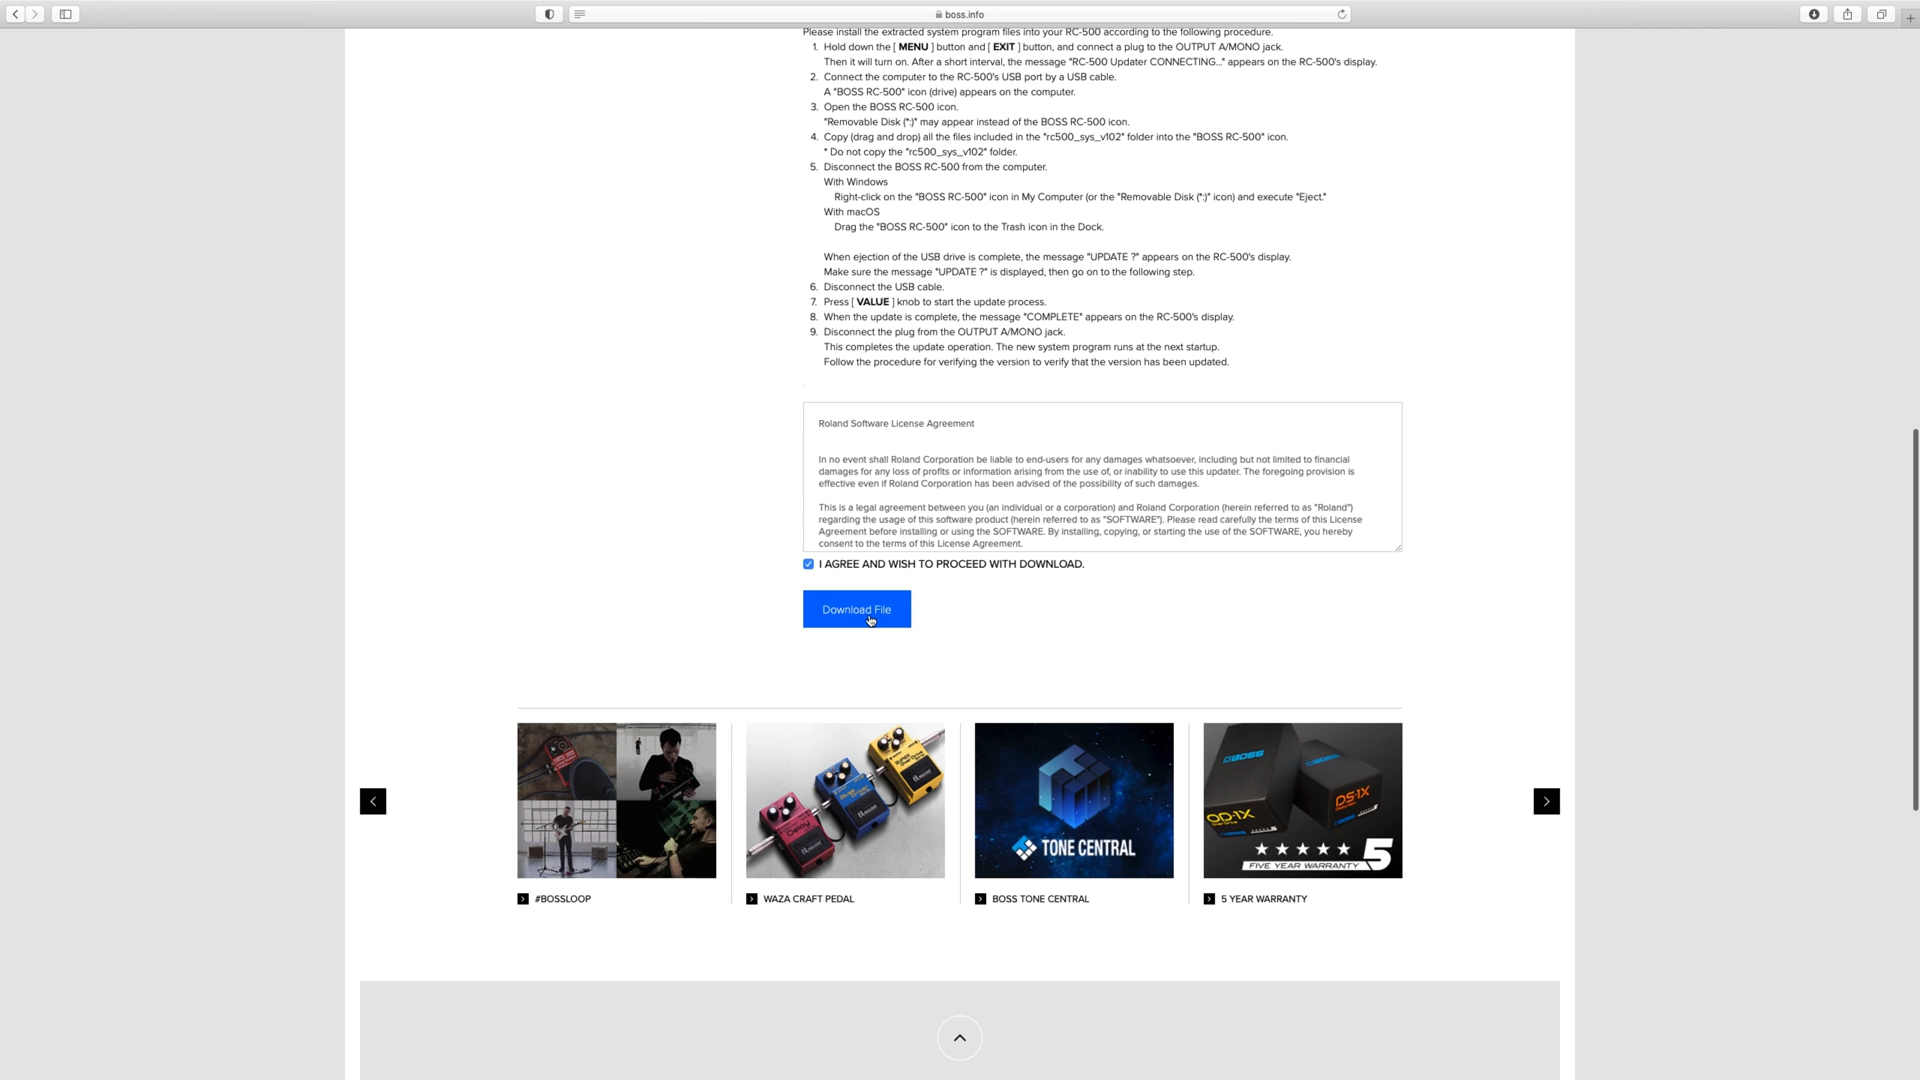 boss.info
Please install the extracted system program files into your RC-500 according to the following procedure.
1. Hold down the [ MENU ] button and [ EXIT ] button, and connect a plug to the OUTPUT A/MONO jack.
Then it will turn on. After a short interval, the message "RC-500 Updater CONNECTING..." appears on the RC-500's display.
2. Connect the computer to the RC-500's USB port by a USB cable.
A "BOSS RC-500" icon (drive) appears on the computer.
3. Open the BOSS RC-500 icon.
"Removable Disk (*:)" may appear instead of the BOSS RC-500 icon.
4. Copy (drag and drop) all the files included in the "rc500_sys_v102" folder into the "BOSS RC-500" icon.
* Do not copy the "rc500_sys_v102" folder.
5. Disconnect the BOSS RC-500 from the computer.
With Windows
Right-click on the "BOSS RC-500" icon in My Computer (or the "Removable Disk (*:)" icon) and execute "Eject."
With macOS
Drag the "BOSS RC-500" icon to the Trash icon in the Dock.
When ejection of the USB drive is complete, the message "UPDATE ?" appears on the RC-500's display.
Make sure the message "UPDATE ?" is displayed, then go on to the following step.
6. Disconnect the USB cable.
7. Press [ VALUE ] knob to start the update process.
8. When the update is complete, the message "COMPLETE" appears on the RC-500's display.
9. Disconnect the plug from the OUTPUT A/MONO jack.
This completes the update operation. The new system program runs at the next startup.
Follow the procedure for verifying the version to verify that the version has been updated.
Roland Software License Agreement
In no event shall Roland Corporation be liable to end-users for any damages whatsoever, including but not limited to financial
damages for any loss of profits or information arising from the use of, or inability to use this updater. The foregoing provision is
effective even if Roland Corporation has been advised of the possibility of such damages.
This is a legal agreement between you (an individual or a corporation) and Roland Corporation (herein referred to as "Roland")
regarding the usage of this software product (herein referred to as "SOFTWARE"). Please read carefully the terms of this License
Agreement before installing or using the SOFTWARE. By installing, copying, or starting the use of the SOFTWARE, you hereby
consent to the terms of this License Agreement.
I AGREE AND WISH TO PROCEED WITH DOWNLOAD.
Download File
Delay
TONE CENTRAL
BOSS
OD-1X
DS-1X
5
FIVE YEAR WARRANTY
#BOSSLOOP
WAZA CRAFT PEDAL
BOSS TONE CENTRAL
5 YEAR WARRANTY